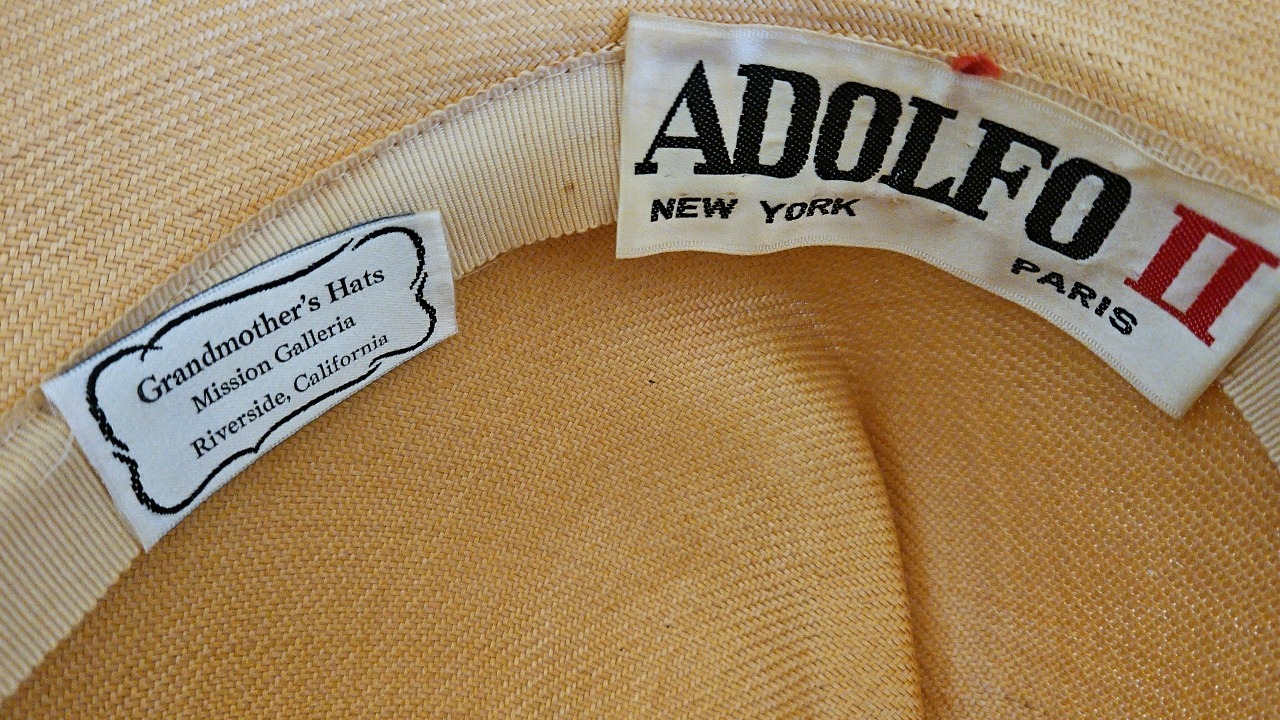 Grandmother's Hats
Mission Galleria
Riverside, California
ADOLFO II
NEW YORK
PARIS